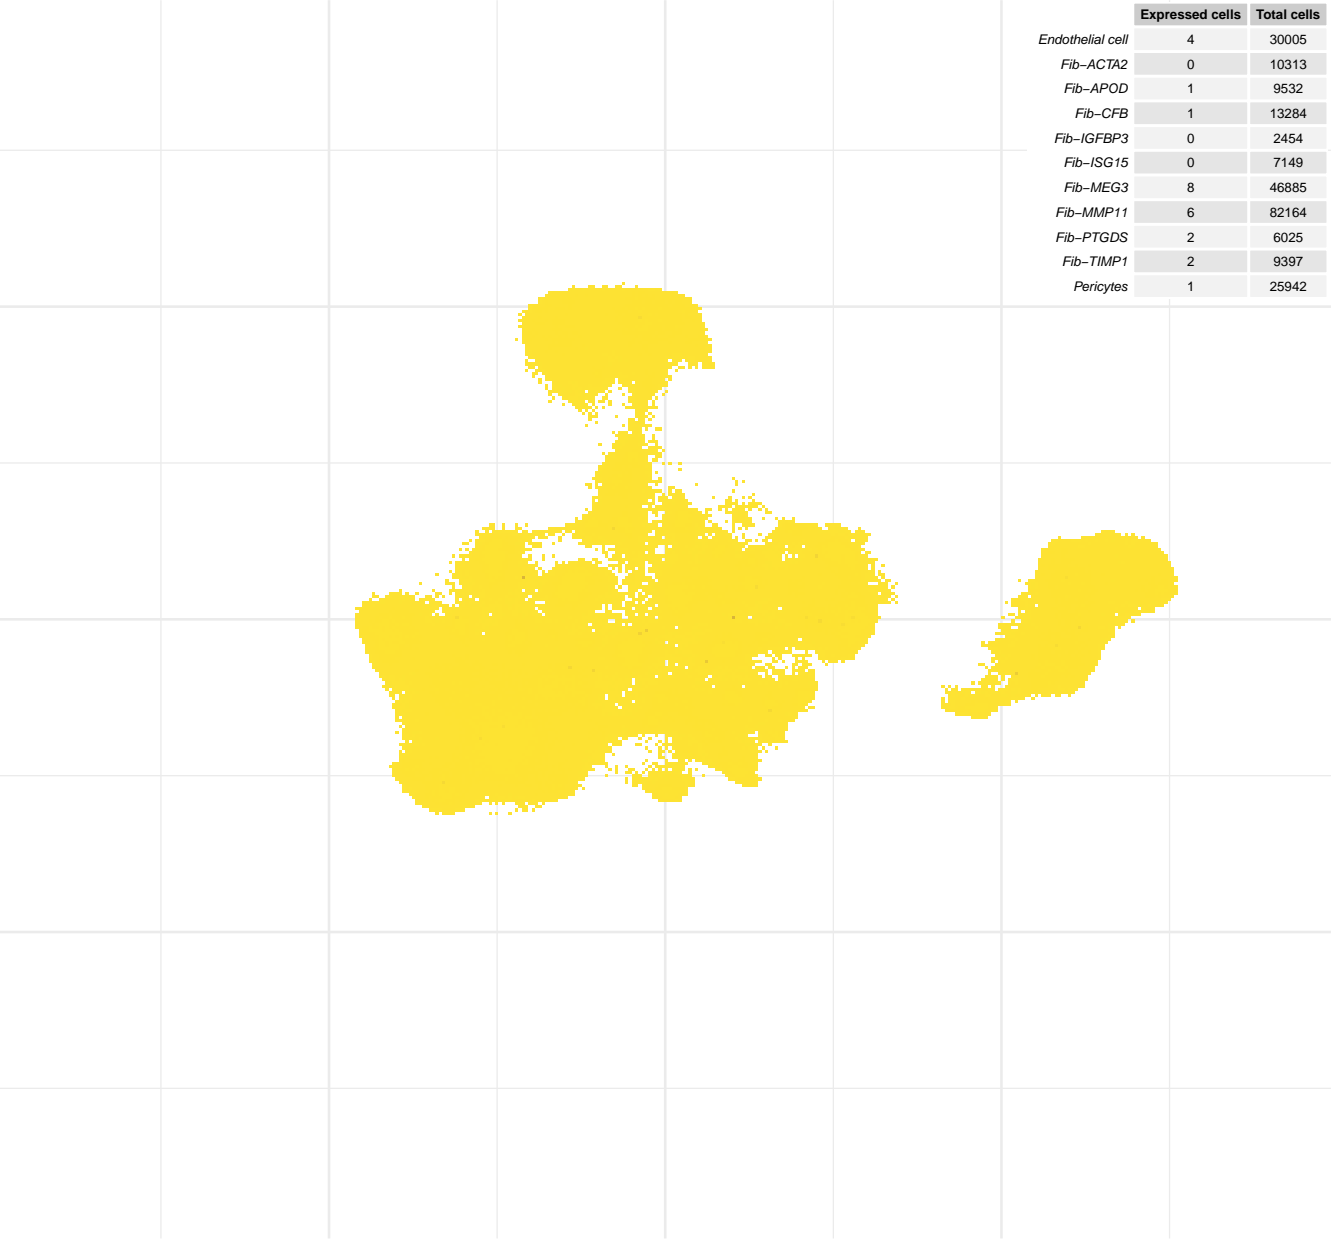 Expressed cells Total cells
Endothelial cell 4 30005
Fib−ACTA2 0 10313
Fib−APOD 1 9532
Fib−CFB 1 13284
Fib−IGFBP3 0 2454
Fib−ISG15 0 7149
Fib−MEG3 8 46885
Fib−MMP11 6 82164
Fib−PTGDS 2 6025
Fib−TIMP1 2 9397
Pericytes 1 25942